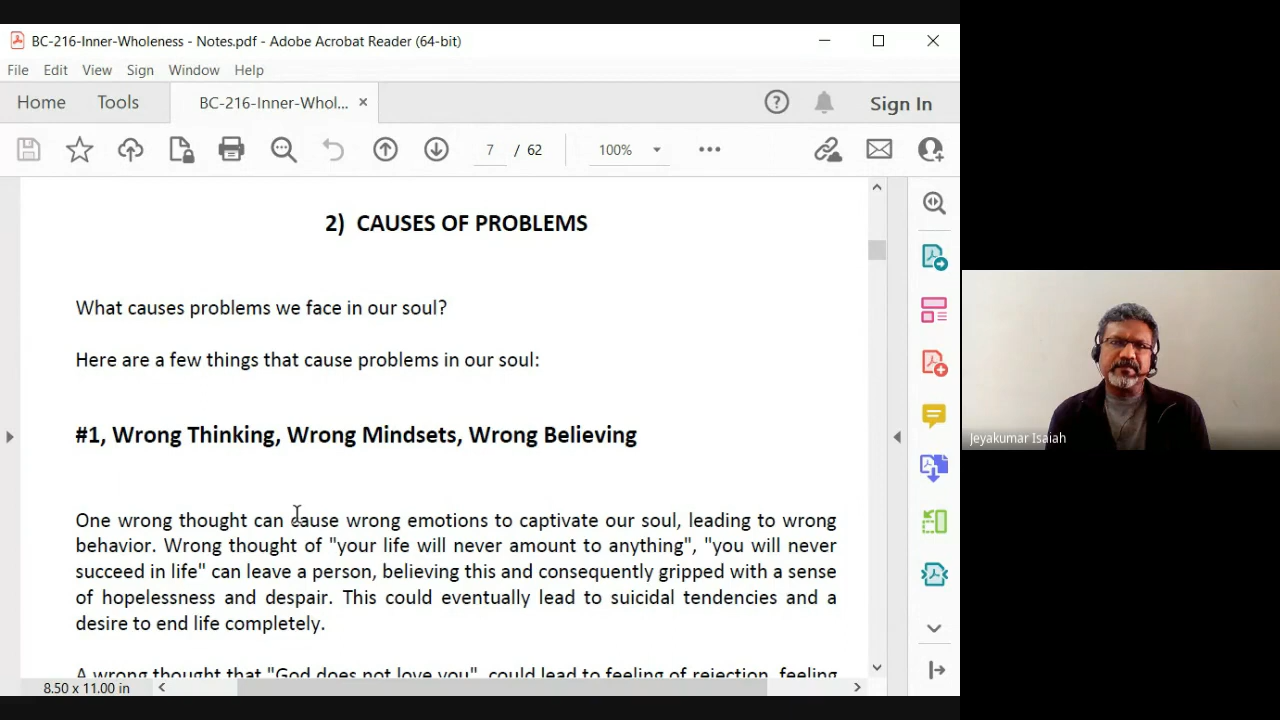 BC-216-Inner-Wholeness - Notes.pdf - Adobe Acrobat Reader (64-bit)
File Edit View Sign Window Help
Home Tools BC-216-Inner-Whol... × Sign In
7 / 62 100%
2) CAUSES OF PROBLEMS
What causes problems we face in our soul?
Here are a few things that cause problems in our soul:
#1, Wrong Thinking, Wrong Mindsets, Wrong Believing
One wrong thought can cause wrong emotions to captivate our soul, leading to wrong
behavior. Wrong thought of "your life will never amount to anything", "you will never
succeed in life" can leave a person, believing this and consequently gripped with a sense
of hopelessness and despair. This could eventually lead to suicidal tendencies and a
desire to end life completely.
A wrong thought that "God does not love you", could lead to feeling of rejection, feeling
8.50 x 11.00 in
Jeyakumar Isaiah